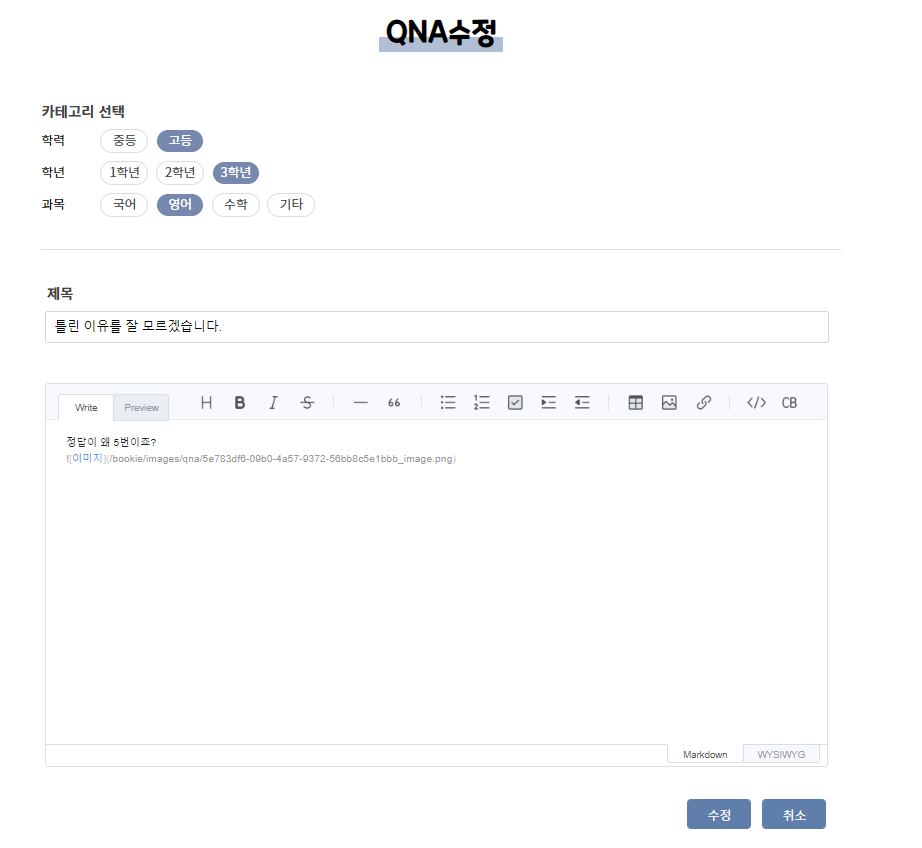 QNA수정
카테고리 선택
학력 중등 고등
학년 1학년 2학년 3학년
과목 국어 영어 수학 기타
제목
틀린 이유를 잘 모르겠습니다.
Write Preview H B I S — 66 </> CB
정답이 왜 5번이죠?
![이미지](/bookie/images/qna/5e783df6-09b0-4a57-9372-56bb8c5e1bbb_image.png)
Markdown WYSIWYG
수정 취소